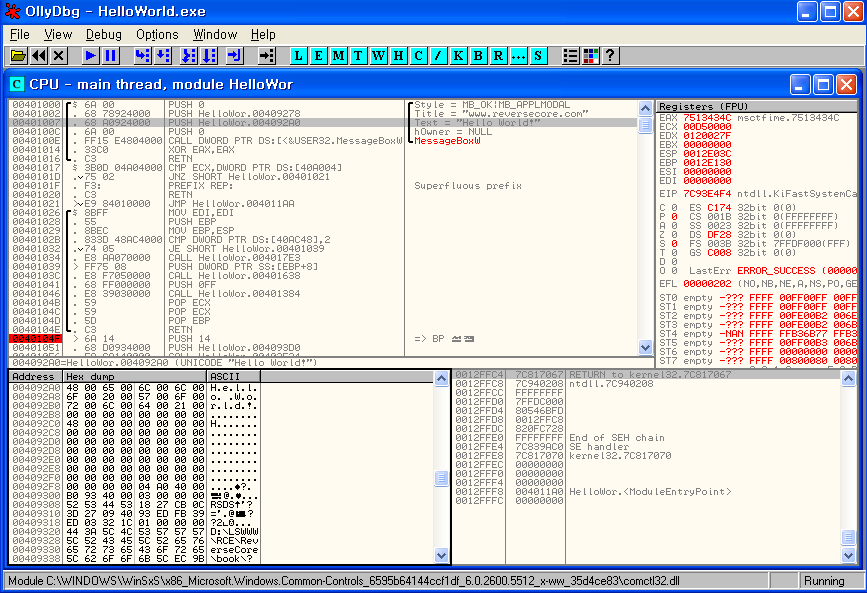 OllyDbg - HelloWorld.exe
File View Debug Options Window Help
L E M T W H C / K B R ... S ?
C CPU - main thread, module HelloWor
00401000 $ 6A 00 PUSH 0 Style = MB_OK|MB_APPLMODAL
00401002 . 68 78924000 PUSH HelloWor.00409278 Title = "www.reversecore.com"
00401007 . 68 A0924000 PUSH HelloWor.004092A0 Text = "Hello World!"
0040100C . 6A 00 PUSH 0 hOwner = NULL
0040100E . FF15 E4804000 CALL DWORD PTR DS:[<&USER32.MessageBoxW MessageBoxW
00401014 . 33C0 XOR EAX,EAX
00401016 . C3 RETN
00401017 $ 3B0D 04A04000 CMP ECX,DWORD PTR DS:[40A004]
0040101D . 75 02 JNZ SHORT HelloWor.00401021
0040101F . F3: PREFIX REP: Superfluous prefix
00401020 . C3 RETN
00401021 > E9 84010000 JMP HelloWor.004011AA
00401026 $ 8BFF MOV EDI,EDI
00401028 . 55 PUSH EBP
00401029 . 8BEC MOV EBP,ESP
0040102B . 833D 48AC4000 CMP DWORD PTR DS:[40AC48],2
00401032 . 74 05 JE SHORT HelloWor.00401039
00401034 . E8 AA070000 CALL HelloWor.004017E3
00401039 > FF75 08 PUSH DWORD PTR SS:[EBP+8]
0040103C . E8 F7050000 CALL HelloWor.00401638
00401041 . 68 FF000000 PUSH 0FF
00401046 . E8 39030000 CALL HelloWor.00401384
0040104B . 59 POP ECX
0040104C . 59 POP ECX
0040104D . 5D POP EBP
0040104E . C3 RETN
0040104F > 6A 14 PUSH 14 => BP
00401051 . 68 D0934000 PUSH HelloWor.004093D0
004092A0=HelloWor.004092A0 (UNICODE "Hello World!")
Registers (FPU)
EAX 7513434C msctfime.7513434C
ECX 00D50000
EDX 0002007F
EBX 00000000
ESP 0012E03C
EBP 0012E130
ESI 00000000
EDI 00000000
EIP 7C93E4F4 ntdll.KiFastSystemCa
C 0 ES C174 32bit 0(0)
P 0 CS 001B 32bit 0(FFFFFFFF)
A 0 SS 0023 32bit 0(FFFFFFFF)
Z 0 DS DF28 32bit 0(0)
S 0 FS 003B 32bit 7FFDF000(FFF)
T 0 GS C008 32bit 0(0)
D 0
O 0 LastErr ERROR_SUCCESS (00000
EFL 00000202 (NO,NB,NE,A,NS,PO,GE
ST0 empty -??? FFFF 00FF00FF 00FF
ST1 empty -??? FFFF 00FE00B2 006E
ST2 empty -??? FFFF 00FE00B2 006B
ST3 empty -??? FFFF 00FE00B2 006E
ST4 empty -NAN FFFF FFB36B77 FFB3
ST5 empty -??? FFFF 00FF00B3 006B
ST6 empty -??? FFFF 00000000 0000
ST7 empty -??? FFFF 00800080 0080
Address Hex dump ASCII
004092A0 48 00 65 00 6C 00 6C 00 H.e.l.l.
004092A8 6F 00 20 00 57 00 6F 00 o. .W.o.
004092B0 72 00 6C 00 64 00 21 00 r.l.d.!.
004092B8 00 00 00 00 00 00 00 00 ........
004092C0 48 00 00 00 00 00 00 00 H.......
004092C8 00 00 00 00 00 00 00 00 ........
004092D0 00 00 00 00 00 00 00 00 ........
004092D8 00 00 00 00 00 00 00 00 ........
004092E0 00 00 00 00 00 00 00 00 ........
004092E8 00 00 00 00 00 00 00 00 ........
004092F0 00 00 00 00 00 00 00 00 ........
004092F8 00 00 00 00 04 A0 40 00
00409300 B0 93 40 00 03 00 00 00
00409308 52 53 44 53 18 27 CB 0C
00409310 3D 27 09 40 93 ED FB 39
00409318 ED 03 32 1C 01 00 00 00
00409320 44 3A 5C 4C 53 57 57 57 D:\LSWWW
00409328 5C 52 43 45 5C 52 65 76 \RCE\Rev
00409330 65 72 73 65 43 6F 72 65 erseCore
00409338 5C 62 6F 6F 6B 5C EC 9B \book\?
0012FFC4 7C817067 RETURN to kernel32.7C817067
0012FFC8 7C940208 ntdll.7C940208
0012FFCC FFFFFFFF
0012FFD0 7FFDC000
0012FFD4 80546BFD
0012FFD8 0012FFC8
0012FFDC 820FC728
0012FFE0 FFFFFFFF End of SEH chain
0012FFE4 7C839AC0 SE handler
0012FFE8 7C817070 kernel32.7C817070
0012FFEC 00000000
0012FFF0 00000000
0012FFF4 00000000
0012FFF8 004011A0 HelloWor.<ModuleEntryPoint>
0012FFFC 00000000
Module C:\WINDOWS\WinSxS\x86_Microsoft.Windows.Common-Controls_6595b64144ccf1df_6.0.2600.5512_x-ww_35d4ce83\comctl32.dll Running